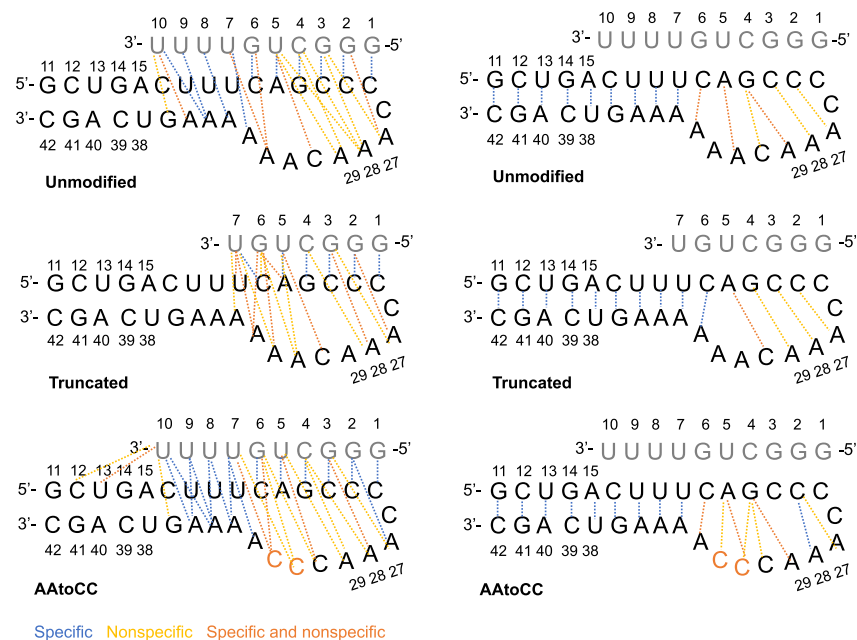 10 9 8 7 6 5 4 3 2 1
3'- U U U U G U C G G G -5'
11 12 13 14 15
5'- G C U G A C U U U C A G C C C
C
3'- C G A C U G A A A
A A A C A A A
42 41 40 39 38
29 28 27
Unmodified
10 9 8 7 6 5 4 3 2 1
3'- U U U U G U C G G G -5'
11 12 13 14 15
5'- G C U G A C U U U C A G C C C
C
3'- C G A C U G A A A
A A A C A A A
42 41 40 39 38
29 28 27
Unmodified
7 6 5 4 3 2 1
3'- U G U C G G G -5'
11 12 13 14 15
5'- G C U G A C U U U C A G C C C
C
3'- C G A C U G A A A
A A A C A A A
42 41 40 39 38
29 28 27
Truncated
7 6 5 4 3 2 1
3'- U G U C G G G -5'
11 12 13 14 15
5'- G C U G A C U U U C A G C C C
C
3'- C G A C U G A A A
A A A C A A A
42 41 40 39 38
29 28 27
Truncated
10 9 8 7 6 5 4 3 2 1
3'- U U U U G U C G G G -5'
11 12 13 14 15
5'- G C U G A C U U U C A G C C C
C
3'- C G A C U G A A A
A C C C A A A
42 41 40 39 38
29 28 27
AAtoCC
10 9 8 7 6 5 4 3 2 1
3'- U U U U G U C G G G -5'
11 12 13 14 15
5'- G C U G A C U U U C A G C C C
C
3'- C G A C U G A A A
A C C C A A A
42 41 40 39 38
29 28 27
AAtoCC
Specific Nonspecific Specific and nonspecific